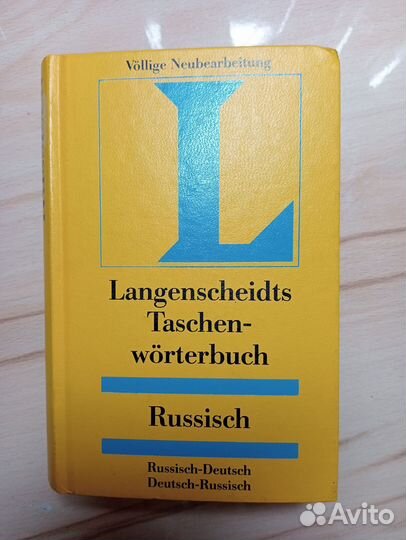 Völlige Neubearbeitung
L
Langenscheidts
Taschen-
wörterbuch
Russisch
Russisch-Deutsch
Deutsch-Russisch
Avito